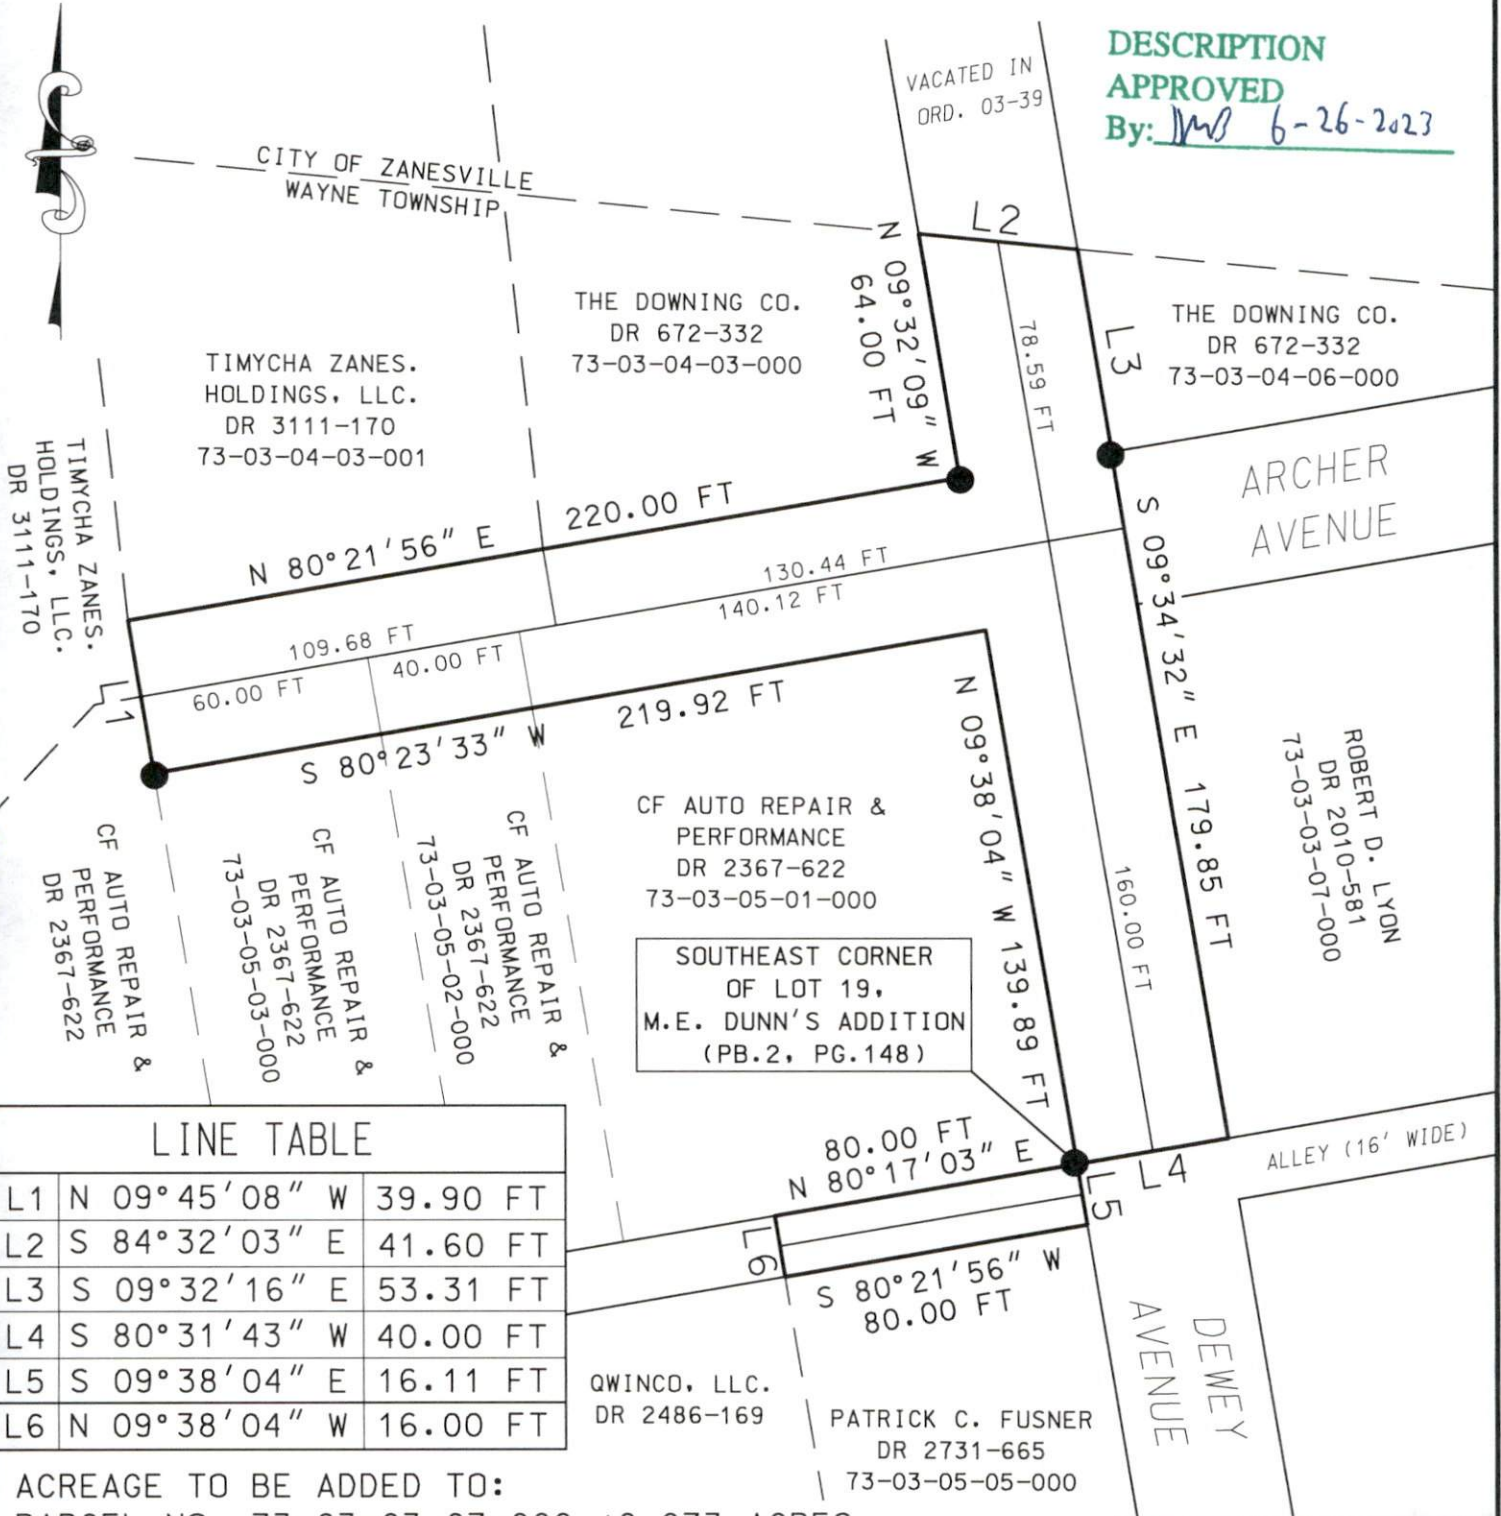 DESCRIPTION
APPROVED
By: 6-26-2023
VACATED IN
ORD. 03-39
CITY OF ZANESVILLE
WAYNE TOWNSHIP
L2
N 09°32'09" W
64.00 FT
78.59 FT
L3
THE DOWNING CO.
DR 672-332
73-03-04-03-000
THE DOWNING CO.
DR 672-332
73-03-04-06-000
TIMYCHA ZANES.
HOLDINGS, LLC.
DR 3111-170
73-03-04-03-001
TIMYCHA ZANES.
HOLDINGS, LLC.
DR 3111-170
ARCHER
AVENUE
N 80°21'56" E 220.00 FT
130.44 FT
140.12 FT
109.68 FT
40.00 FT
60.00 FT
L1
S 80°23'33" W 219.92 FT
N 09°38'04" W 139.89 FT
S 09°34'32" E 179.85 FT
160.00 FT
ROBERT D. LYON
DR 2010-581
73-03-03-07-000
CF AUTO REPAIR &
PERFORMANCE
DR 2367-622
73-03-05-01-000
CF AUTO REPAIR &
PERFORMANCE
DR 2367-622
CF AUTO REPAIR &
PERFORMANCE
DR 2367-622
73-03-05-03-000
CF AUTO REPAIR &
PERFORMANCE
DR 2367-622
73-03-05-02-000
SOUTHEAST CORNER
OF LOT 19,
M.E. DUNN'S ADDITION
(PB.2, PG.148)
80.00 FT
N 80°17'03" E
L4
L5
L6
ALLEY (16' WIDE)
S 80°21'56" W
80.00 FT
DEWEY
AVENUE
LINE TABLE
L1 N 09°45'08" W 39.90 FT
L2 S 84°32'03" E 41.60 FT
L3 S 09°32'16" E 53.31 FT
L4 S 80°31'43" W 40.00 FT
L5 S 09°38'04" E 16.11 FT
L6 N 09°38'04" W 16.00 FT
QWINCO, LLC.
DR 2486-169
PATRICK C. FUSNER
DR 2731-665
73-03-05-05-000
ACREAGE TO BE ADDED TO: